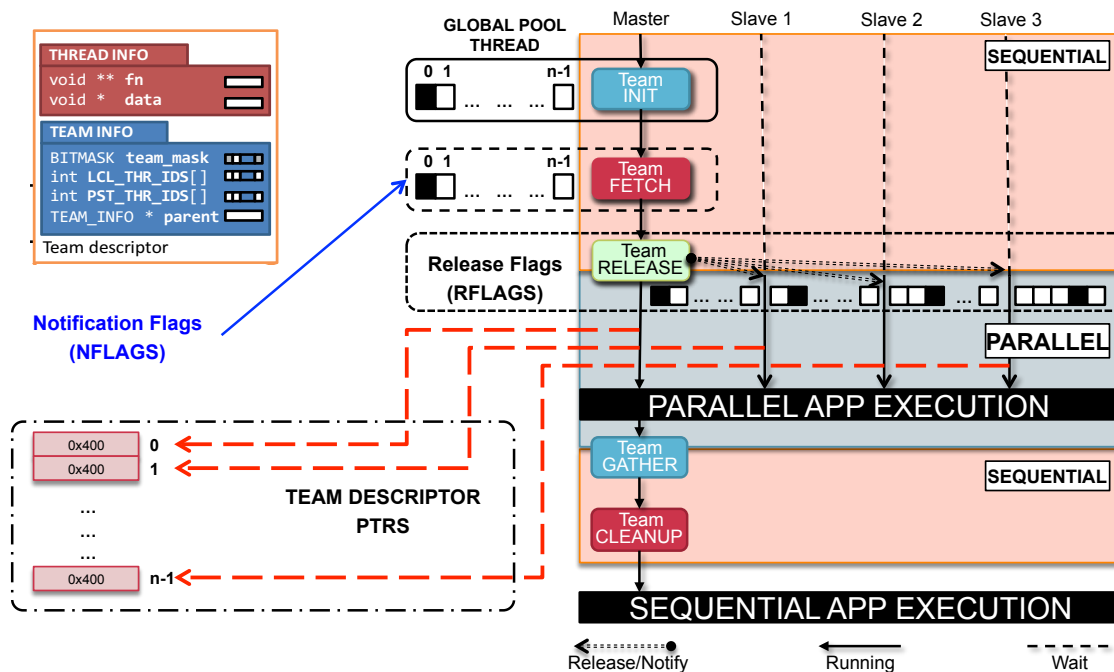 Master
Slave 1
Slave 2
Slave 3
GLOBAL POOL
THREAD
SEQUENTIAL
THREAD INFO
void ** fn
void * data
TEAM INFO
BITMASK team_mask
int LCL_THR_IDS[]
int PST_THR_IDS[]
TEAM_INFO * parent
Team descriptor
0 1 n-1
... ... ...
Team
INIT
0 1 n-1
... ... ...
Team
FETCH
Release Flags
(RFLAGS)
Team
RELEASE
... ...
... ...
...
Notification Flags
(NFLAGS)
PARALLEL
PARALLEL APP EXECUTION
0x400 0
0x400 1
...
...
...
0x400 n-1
TEAM DESCRIPTOR
PTRS
Team
GATHER
SEQUENTIAL
Team
CLEANUP
SEQUENTIAL APP EXECUTION
Release/Notify
Running
Wait